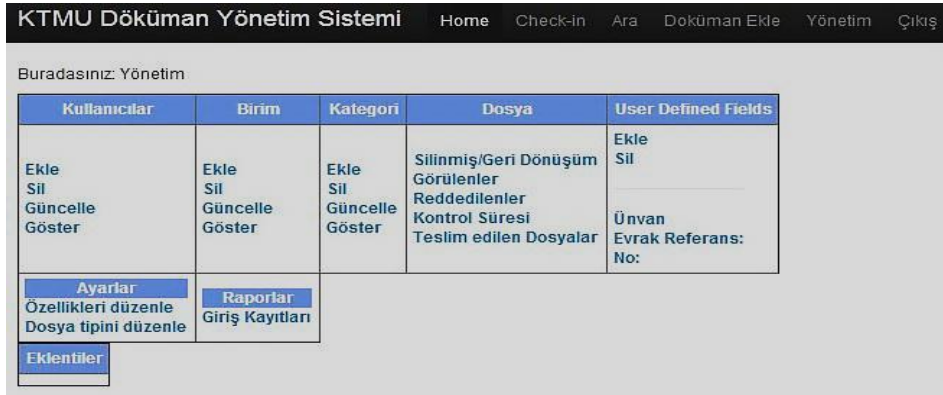 KTMU Döküman Yönetim Sistemi Home Check-in Ara Doküman Ekle Yönetim Çıkış
Buradasınız: Yönetim
Kullanıcılar Birim Kategori Dosya User Defined Fields
Ekle
Sil
Güncelle
Göster
Ekle
Sil
Güncelle
Göster
Ekle
Sil
Güncelle
Göster
Silinmiş/Geri Dönüşüm
Görülenler
Reddedilenler
Kontrol Süresi
Teslim edilen Dosyalar
Ekle
Sil
Ünvan
Evrak Referans:
No:
Ayarlar
Özellikleri düzenle
Dosya tipini düzenle
Raporlar
Giriş Kayıtları
Eklentiler